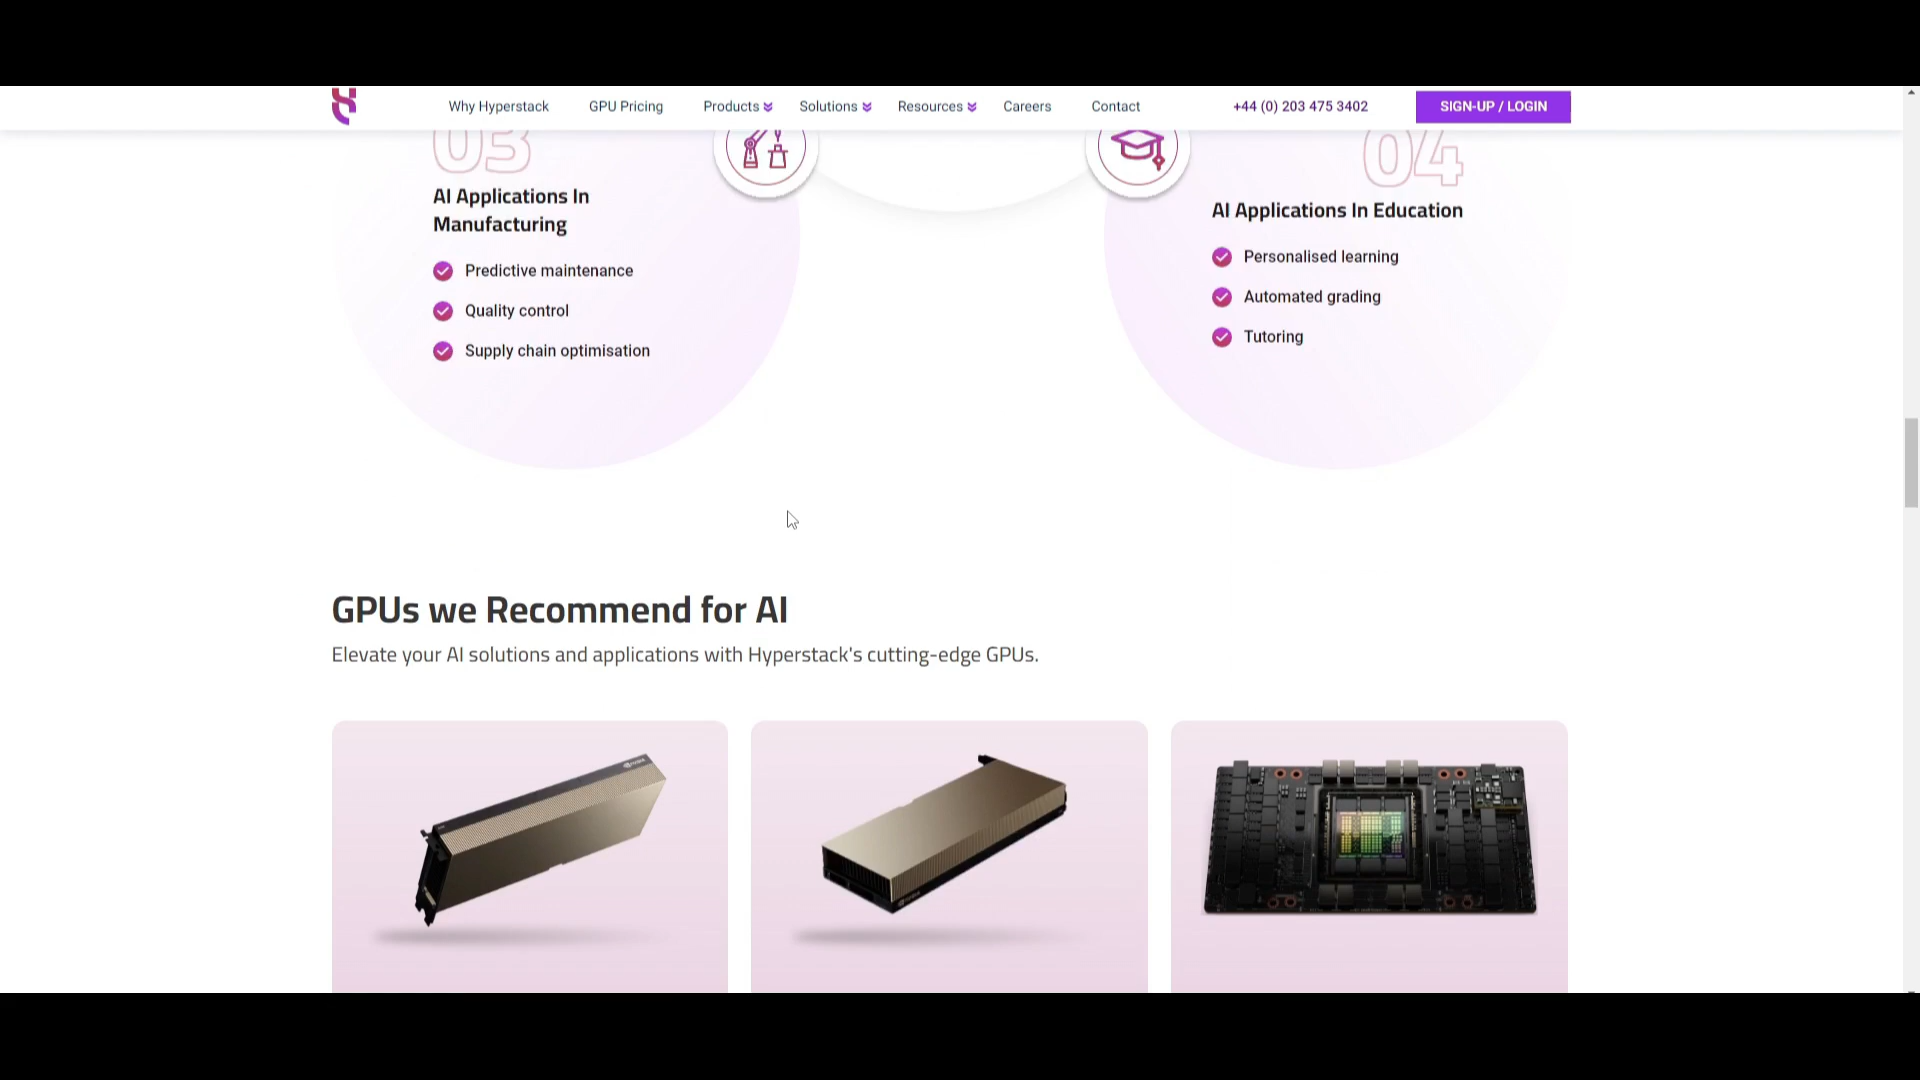 Why Hyperstack
GPU Pricing
Products
Solutions
Resources
Careers
Contact
+44 (0) 203 475 3402
SIGN-UP / LOGIN
03
AI Applications In
Manufacturing
Predictive maintenance
Quality control
Supply chain optimisation
04
AI Applications In Education
Personalised learning
Automated grading
Tutoring
GPUs we Recommend for AI
Elevate your AI solutions and applications with Hyperstack's cutting-edge GPUs.